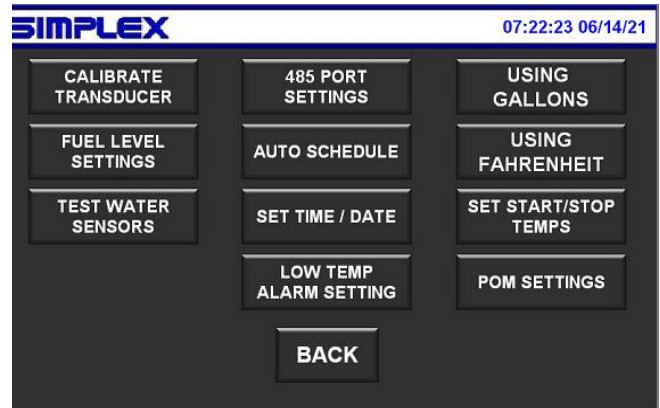 SIMPLEX
07:22:23 06/14/21
CALIBRATE
TRANSDUCER
485 PORT
SETTINGS
USING
GALLONS
FUEL LEVEL
SETTINGS
AUTO SCHEDULE
USING
FAHRENHEIT
TEST WATER
SENSORS
SET TIME / DATE
SET START/STOP
TEMPS
LOW TEMP
ALARM SETTING
POM SETTINGS
BACK